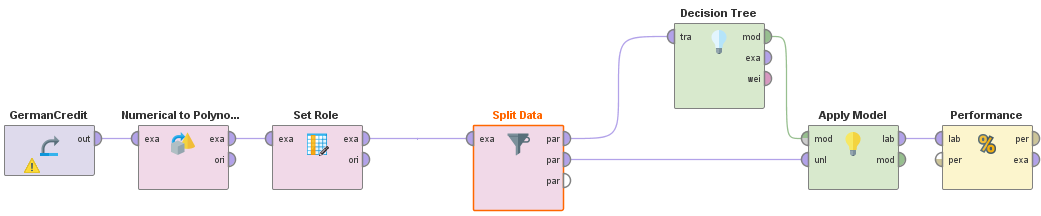 Decision Tree
tra mod
exa
wei
GermanCredit
out
Numerical to Polyno...
exa exa
ori
Set Role
exa exa
ori
Split Data
exa par
par
par
Apply Model
mod lab
unl mod
Performance
lab per
per exa
%